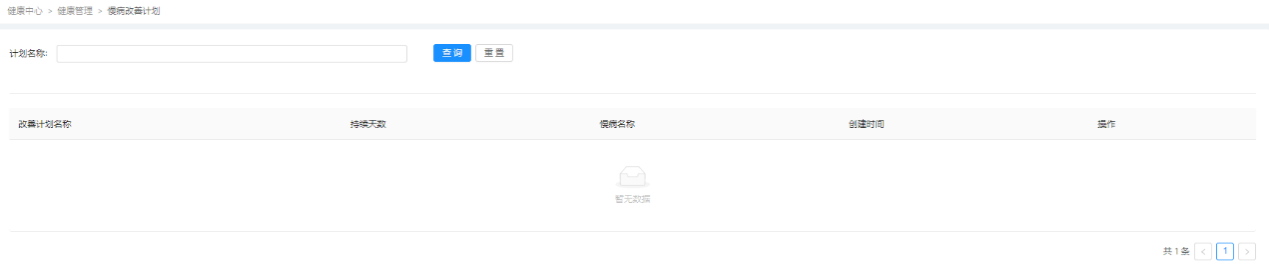 健康中心 > 健康管理 > 慢病改善计划
计划名称: 查询 重置
改善计划名称 持续天数 慢病名称 创建时间 操作
暂无数据
共 1 条 < 1 >